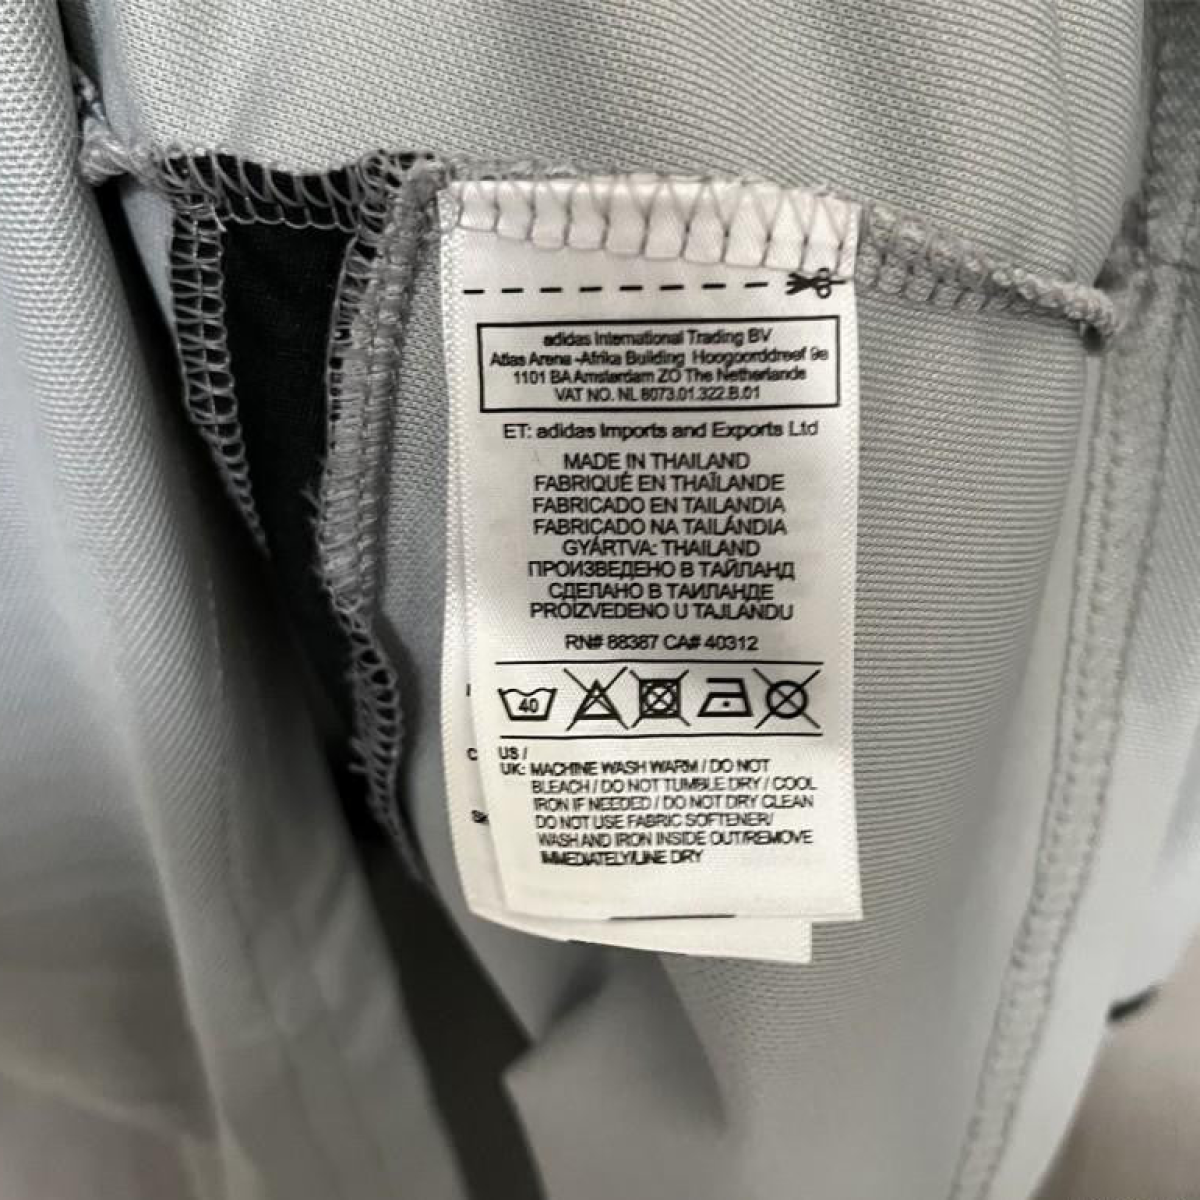 adidas International Trading BV
Atlas Arena -Afrika Building Hoogoorddreef 9a
1101 BA Amsterdam ZO The Netherlands
VAT NO. NL 8073.01.322.B.01
ET: adidas Imports and Exports Ltd
MADE IN THAILAND
FABRIQUÉ EN THAÏLANDE
FABRICADO EN TAILANDIA
FABRICADO NA TAILÂNDIA
GYÁRTVA: THAILAND
ПРОИЗВЕДЕНО В ТАЙЛАНД
СДЕЛАНО В ТАИЛАНДЕ
PROIZVEDENO U TAJLANDU
RN# 88387 CA# 40312
40
US /
UK: MACHINE WASH WARM / DO NOT
BLEACH / DO NOT TUMBLE DRY / COOL
IRON IF NEEDED / DO NOT DRY CLEAN
DO NOT USE FABRIC SOFTENER/
WASH AND IRON INSIDE OUT/REMOVE
IMMEDIATELY/LINE DRY